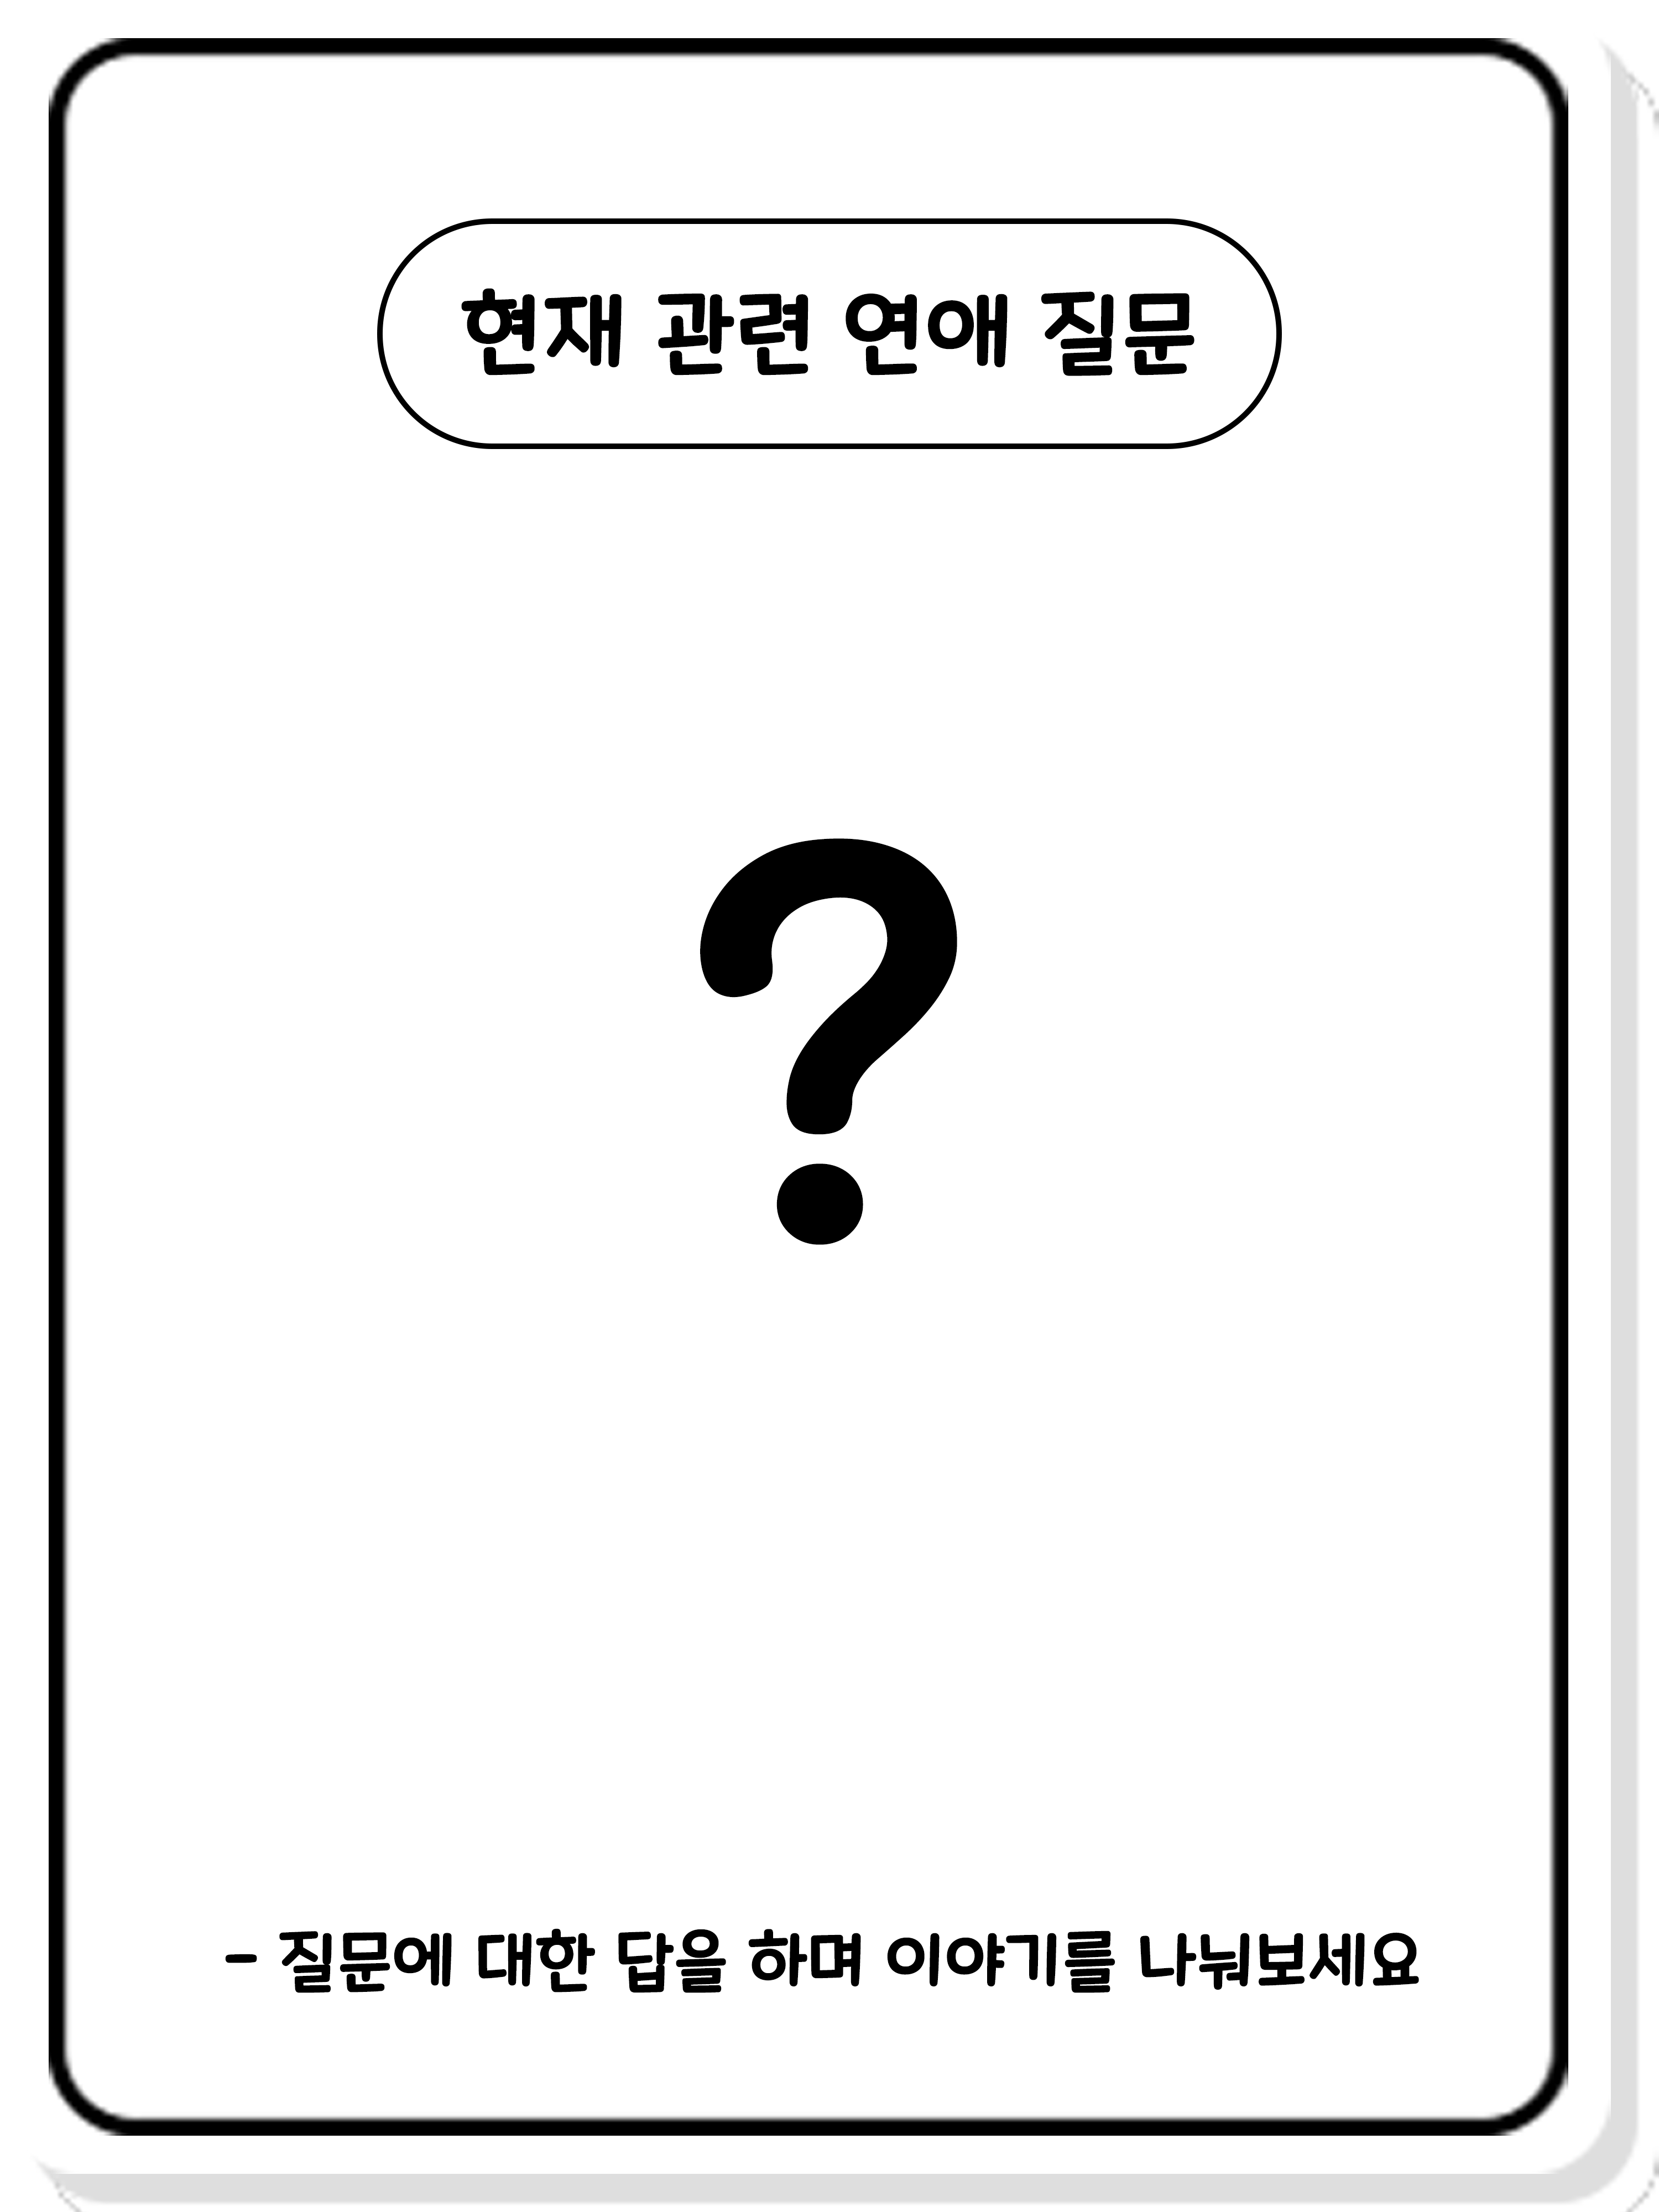 현재 관련 연애 질문
?
- 질문에 대한 답을 하며 이야기를 나눠보세요